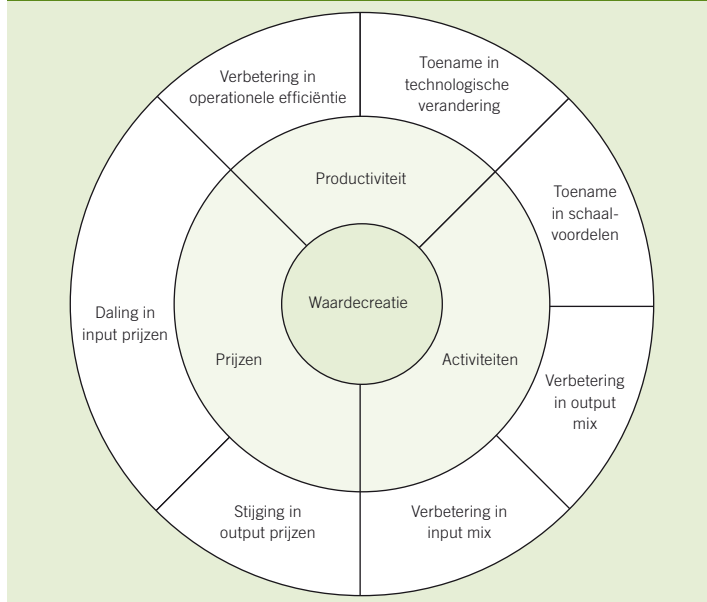 Verbetering in
operationele efficiëntie
Toename in
technologische
verandering
Productiviteit
Toename
in schaal-
voordelen
Waardecreatie
Daling in
input prijzen
Prijzen
Activiteiten
Verbetering
in output
mix
Stijging in
output prijzen
Verbetering in
input mix